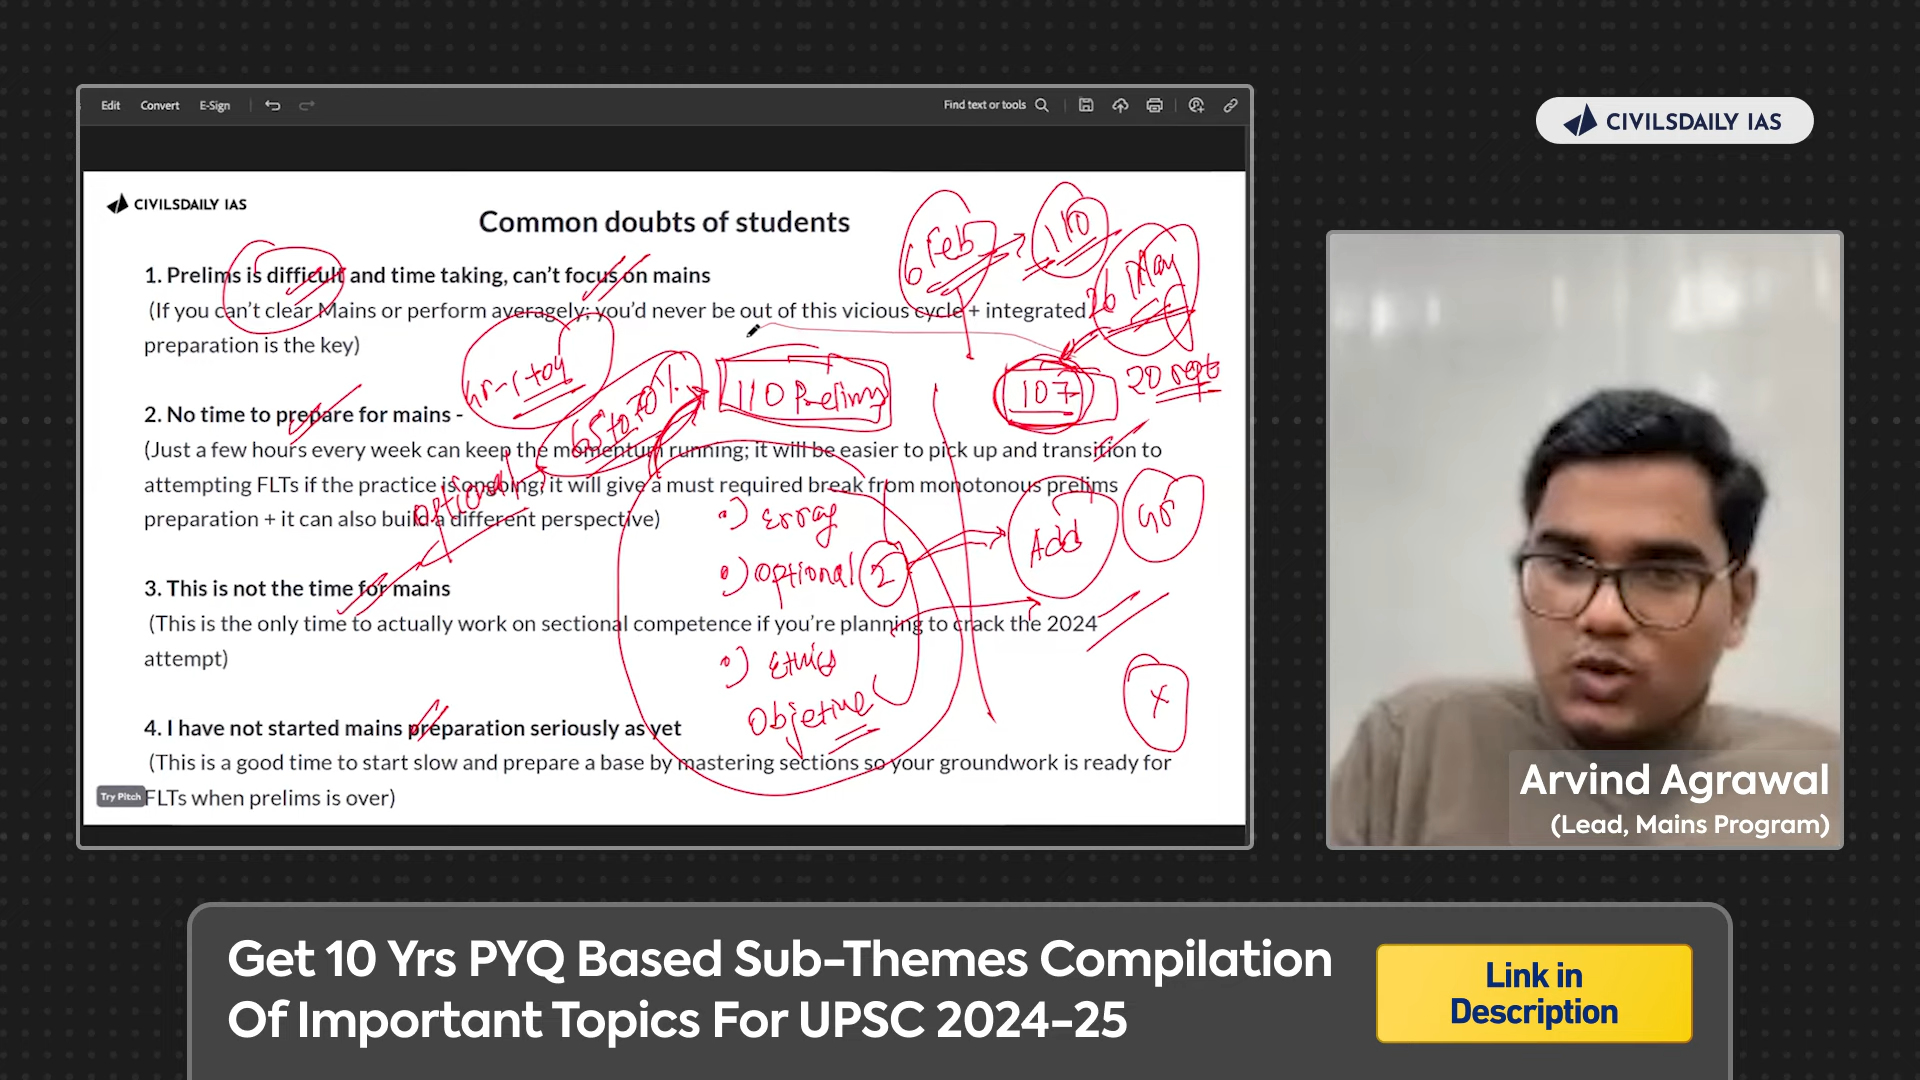 Edit Convert E-Sign Find text or tools
CIVILSDAILY IAS
CIVILSDAILY IAS
Common doubts of students
6 Feb 110
26 May
1. Prelims is difficult and time taking, can't focus on mains
(If you can't clear Mains or perform averagely; you'd never be out of this vicious cycle + integrated
preparation is the key)
65 to 70%
110 Prelims 107 20 sept
2. No time to prepare for mains -
(Just a few hours every week can keep the momentum running; it will be easier to pick up and transition to
attempting FLTs if the practice is ongoing; it will give a must required break from monotonous prelims
preparation + it can also build a different perspective)
optional
Essay
Optional 2
Add
3. This is not the time for mains
(This is the only time to actually work on sectional competence if you're planning to crack the 2024
attempt)
Ethics
Objetive
X
4. I have not started mains preparation seriously as yet
(This is a good time to start slow and prepare a base by mastering sections so your groundwork is ready for
FLTs when prelims is over)
Try Pitch
Arvind Agrawal
(Lead, Mains Program)
Get 10 Yrs PYQ Based Sub-Themes Compilation
Of Important Topics For UPSC 2024-25
Link in
Description